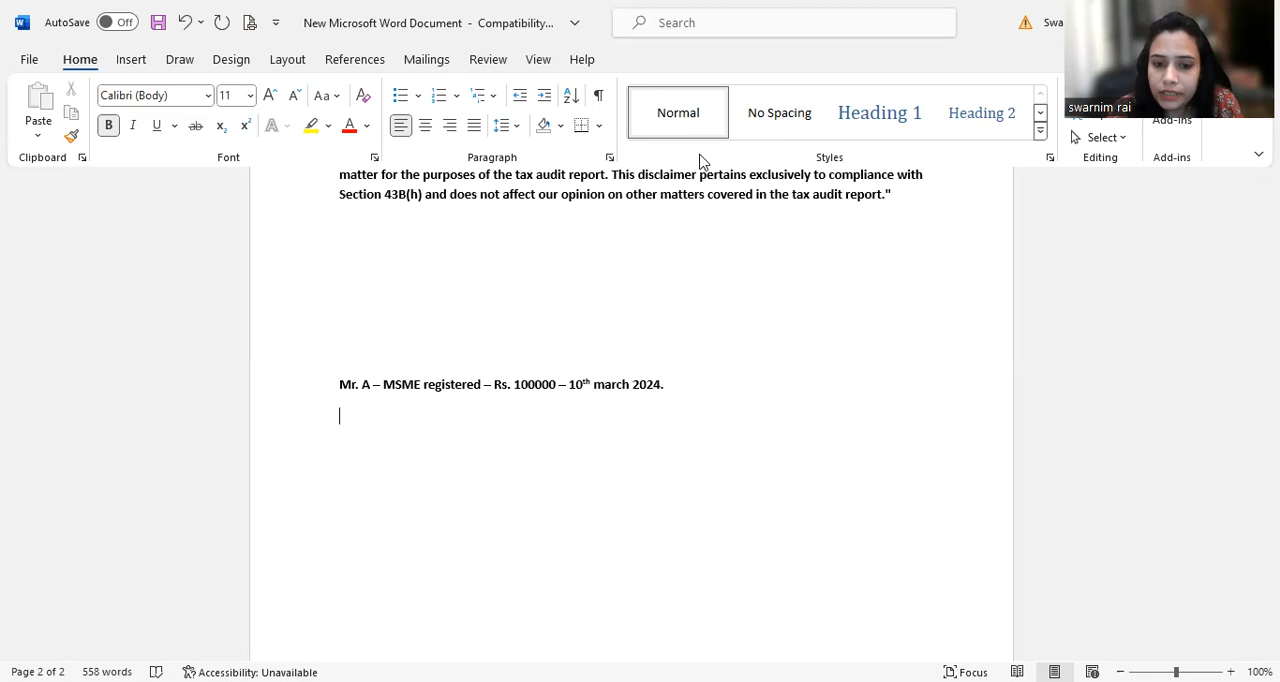 AutoSave Off New Microsoft Word Document - Compatibility... Search Swa
File Home Insert Draw Design Layout References Mailings Review View Help
swarnim rai
Paste
Calibri (Body) 11
Normal No Spacing Heading 1 Heading 2
Select
Add-ins
Clipboard Font Paragraph Styles Editing Add-ins
matter for the purposes of the tax audit report. This disclaimer pertains exclusively to compliance with
Section 43B(h) and does not affect our opinion on other matters covered in the tax audit report."
Mr. A – MSME registered – Rs. 100000 – 10th march 2024.
Page 2 of 2 558 words Accessibility: Unavailable Focus 100%